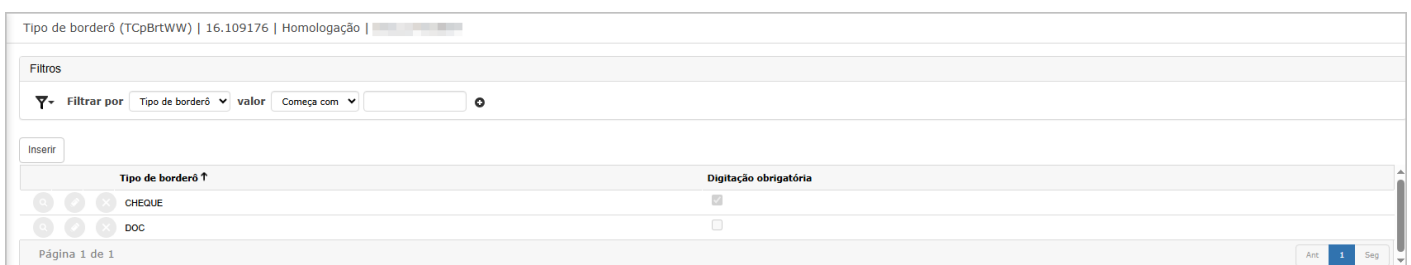 Tipo de borderô (TCpBrtWW) | 16.109176 | Homologação |
Filtros
Filtrar por Tipo de borderô valor Começa com
Inserir
Tipo de borderô ↑ Digitação obrigatória
CHEQUE
DOC
Página 1 de 1 Ant 1 Seg